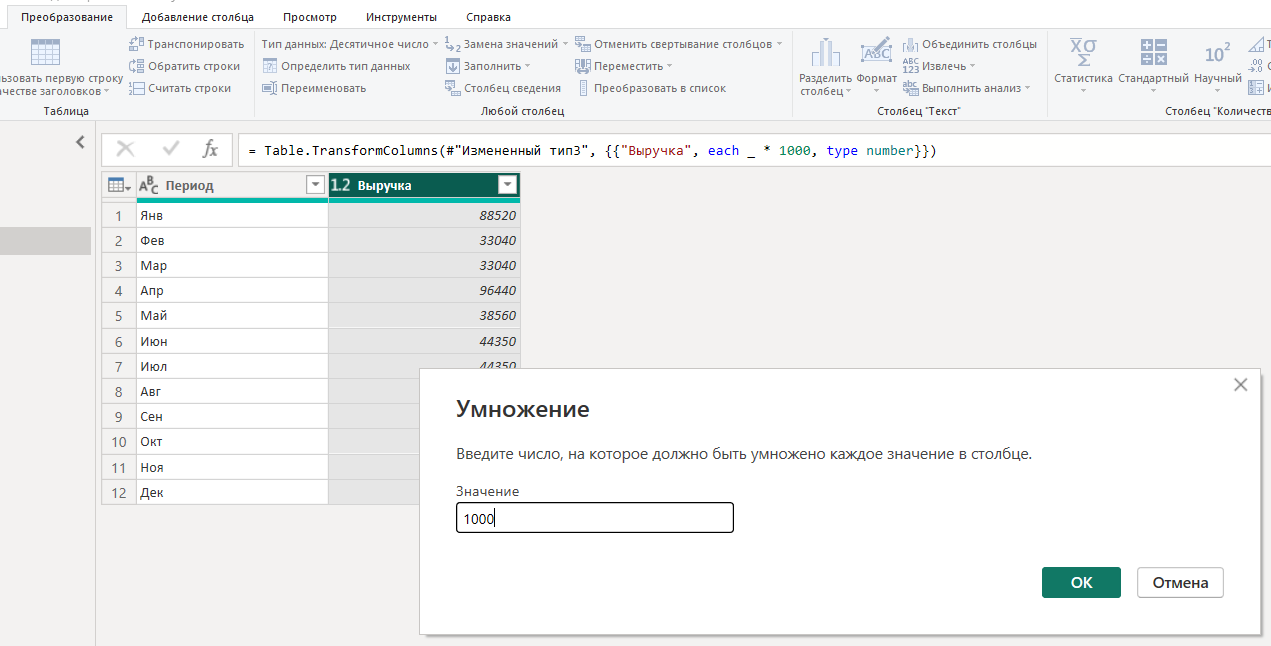 Преобразование Добавление столбца Просмотр Инструменты Справка
Транспонировать
Обратить строки
Считать строки
первую строку
заголовков
Таблица
Тип данных: Десятичное число
Определить тип данных
Переименовать
Замена значений
Заполнить
Столбец сведения
Отменить свертывание столбцов
Переместить
Преобразовать в список
Любой столбец
Разделить столбец
Формат
Объединить столбцы
Извлечь
Выполнить анализ
Столбец "Текст"
Статистика
Стандартный
10² Научный
Столбец
= Table.TransformColumns(#"Измененный тип3", {{"Выручка", each _ * 1000, type number}})
Период 1.2 Выручка
1 Янв 88520
2 Фев 33040
3 Мар 33040
4 Апр 96440
5 Май 38560
6 Июн 44350
7 Июл 44350
8 Авг
9 Сен
10 Окт
11 Ноя
12 Дек
Умножение
Введите число, на которое должно быть умножено каждое значение в столбце.
Значение
1000
ОК Отмена